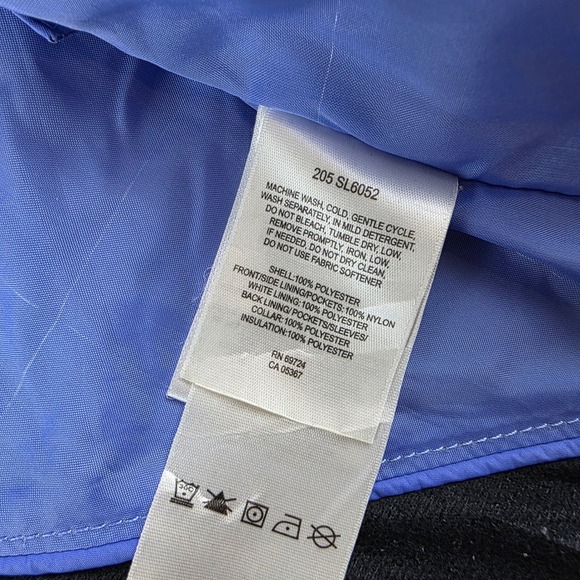 205 SL6052
MACHINE WASH, COLD, GENTLE CYCLE,
WASH SEPARATELY, IN MILD DETERGENT,
DO NOT BLEACH, TUMBLE DRY, LOW,
REMOVE PROMPTLY, IRON, LOW,
IF NEEDED, DO NOT DRY CLEAN,
DO NOT USE FABRIC SOFTENER
SHELL:100% POLYESTER
FRONT/SIDE LINING/POCKETS:100% NYLON
WHITE LINING:100% POLYESTER
BACK LINING/ POCKETS/SLEEVES/
COLLAR:100% POLYESTER
INSULATION:100% POLYESTER
RN 69724
CA 05367
30C